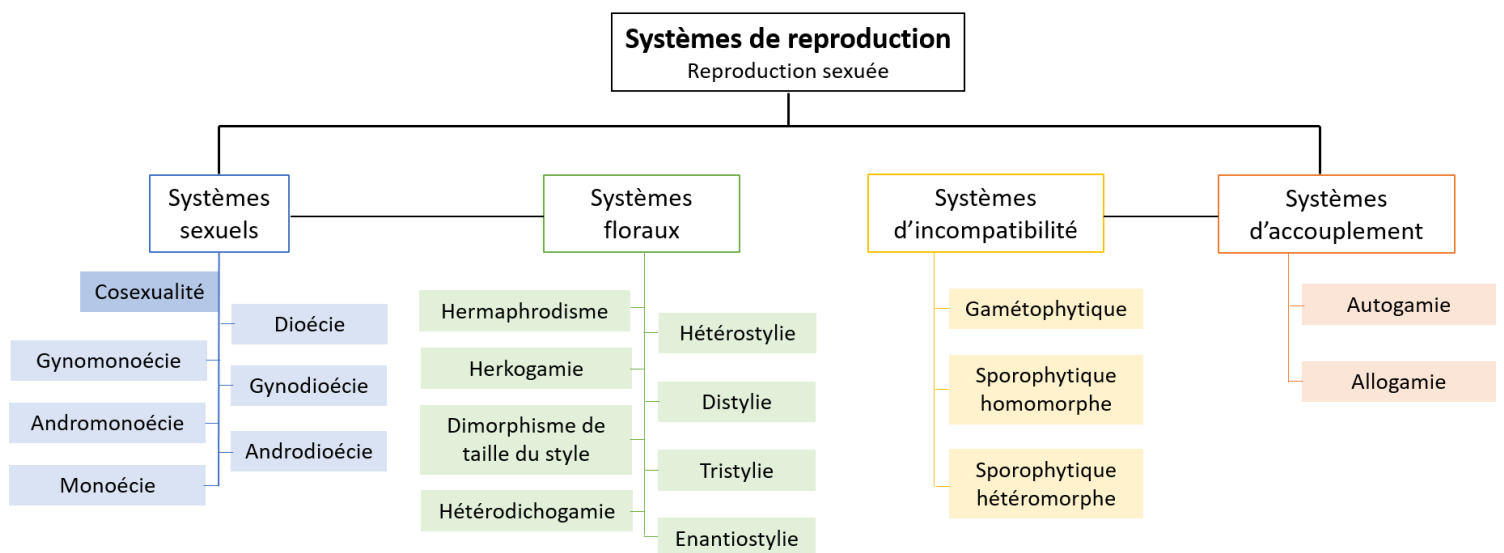 Systèmes de reproduction
Reproduction sexuée
Systèmes
sexuels
Systèmes
floraux
Systèmes
d'incompatibilité
Systèmes
d'accouplement
Cosexualité
Dioécie
Gynomonoécie
Gynodioécie
Andromonoécie
Androdioécie
Monoécie
Hermaphrodisme
Hétérostylie
Herkogamie
Distylie
Dimorphisme de
taille du style
Tristylie
Hétérodichogamie
Enantiostylie
Gamétophytique
Sporophytique
homomorphe
Sporophytique
hétéromorphe
Autogamie
Allogamie